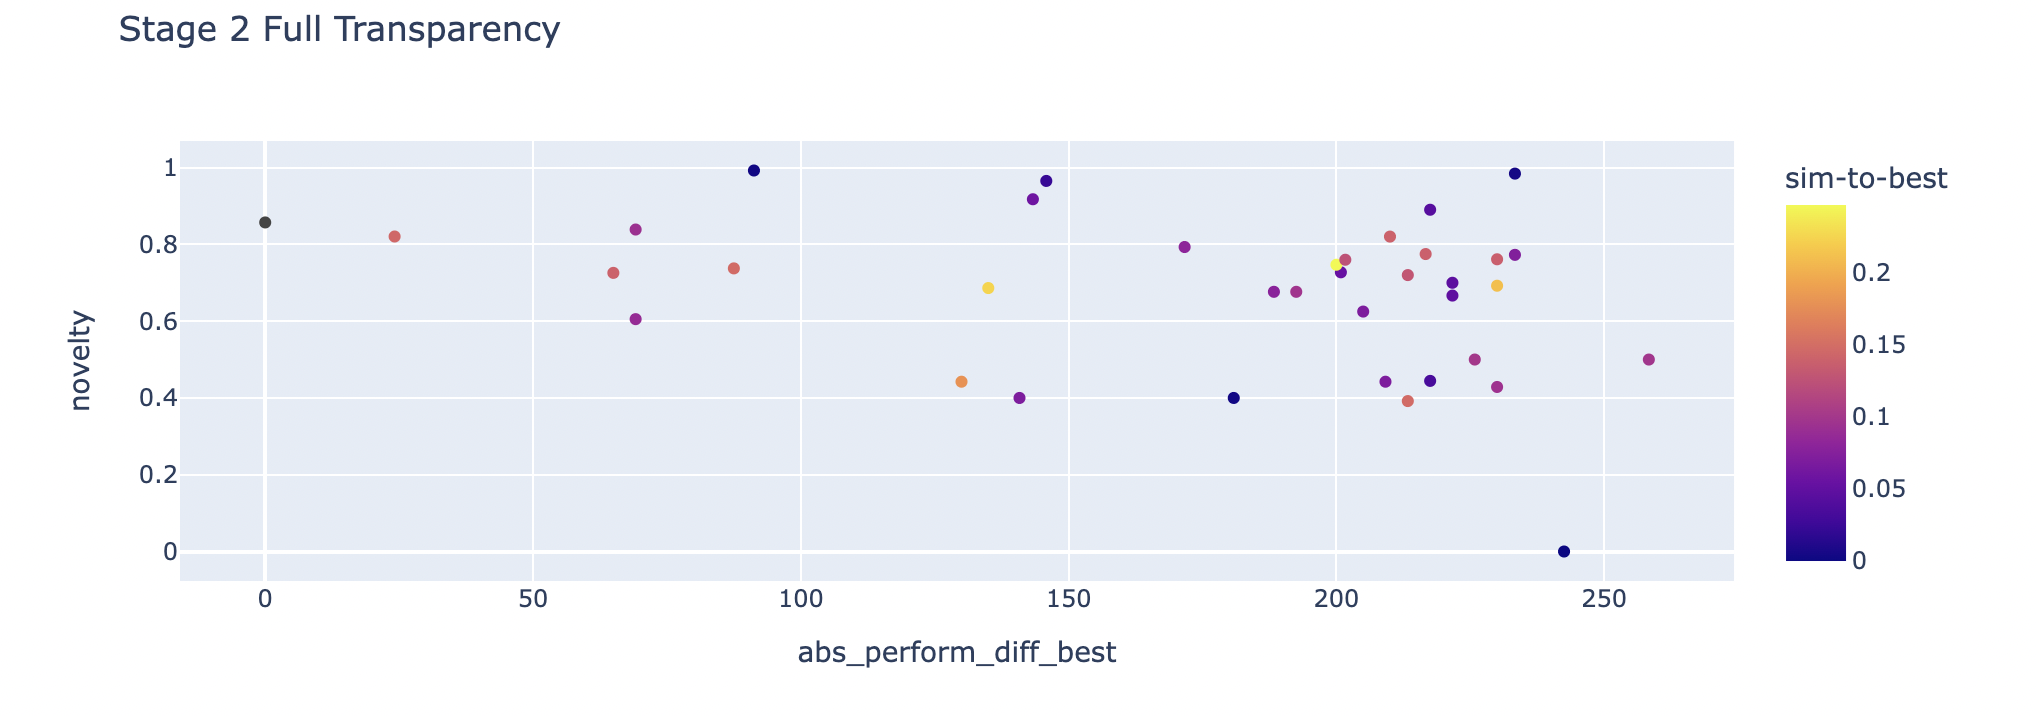 Stage 2 Full Transparency
1
0.8
0.6
0.4
0.2
0
novelty
0 50 100 150 200 250
abs_perform_diff_best
sim-to-best
0.2
0.15
0.1
0.05
0